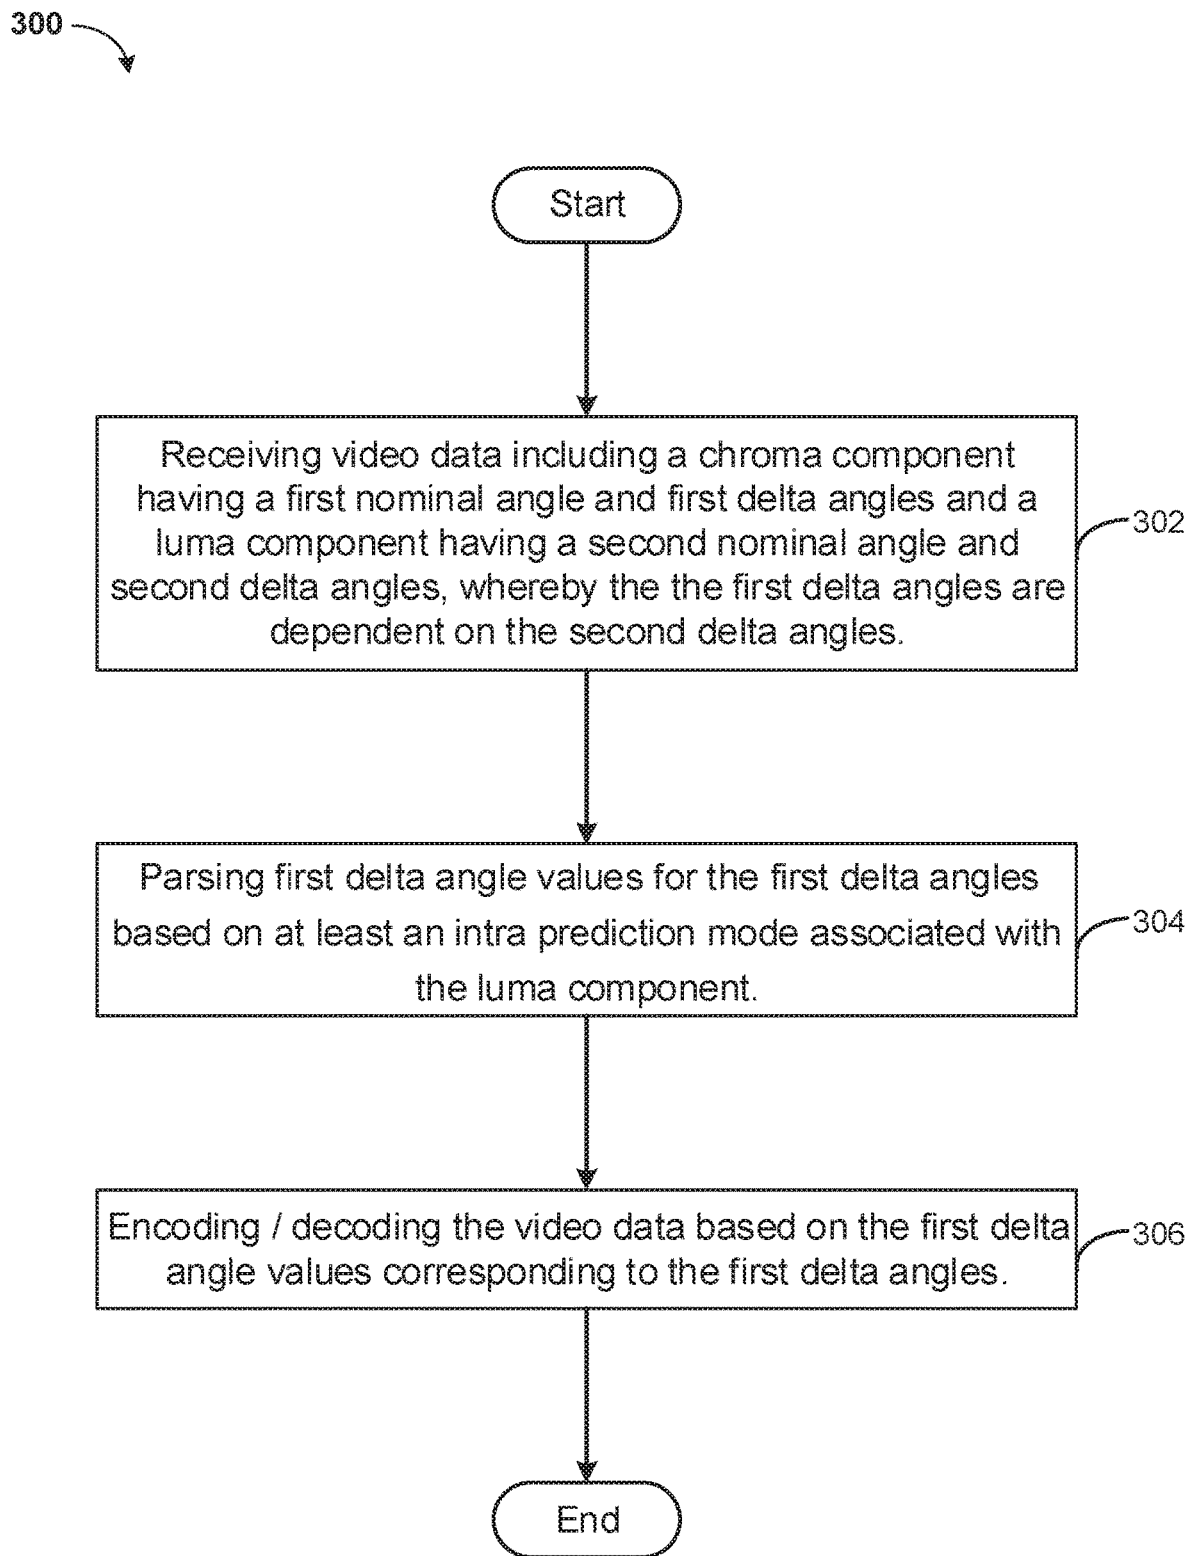 300
Start
Receiving video data including a chroma component
having a first nominal angle and first delta angles and a
luma component having a second nominal angle and
second delta angles, whereby the the first delta angles are
dependent on the second delta angles.
302
Parsing first delta angle values for the first delta angles
based on at least an intra prediction mode associated with
the luma component.
304
Encoding / decoding the video data based on the first delta
angle values corresponding to the first delta angles.
306
End